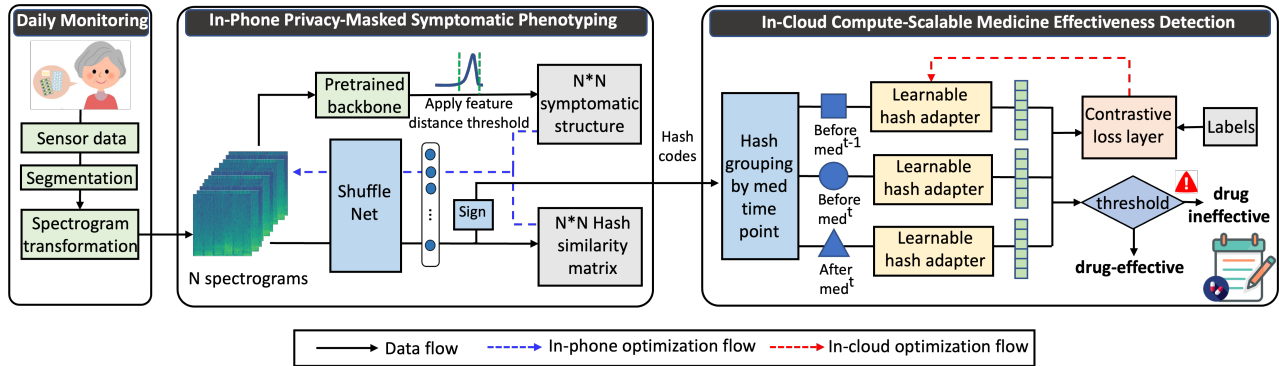 Daily Monitoring
Sensor data
Segmentation
Spectrogram
transformation
In-Phone Privacy-Masked Symptomatic Phenotyping
Pretrained
backbone
Apply feature
distance threshold
N*N
symptomatic
structure
Shuffle
Net
Sign
N*N Hash
similarity
matrix
N spectrograms
Hash
codes
In-Cloud Compute-Scalable Medicine Effectiveness Detection
Hash
grouping
by med
time
point
Before
med^t-1
Before
med^t
After
med^t
Learnable
hash adapter
Learnable
hash adapter
Learnable
hash adapter
Contrastive
loss layer
Labels
threshold
drug
ineffective
drug-effective
Data flow
In-phone optimization flow
In-cloud optimization flow